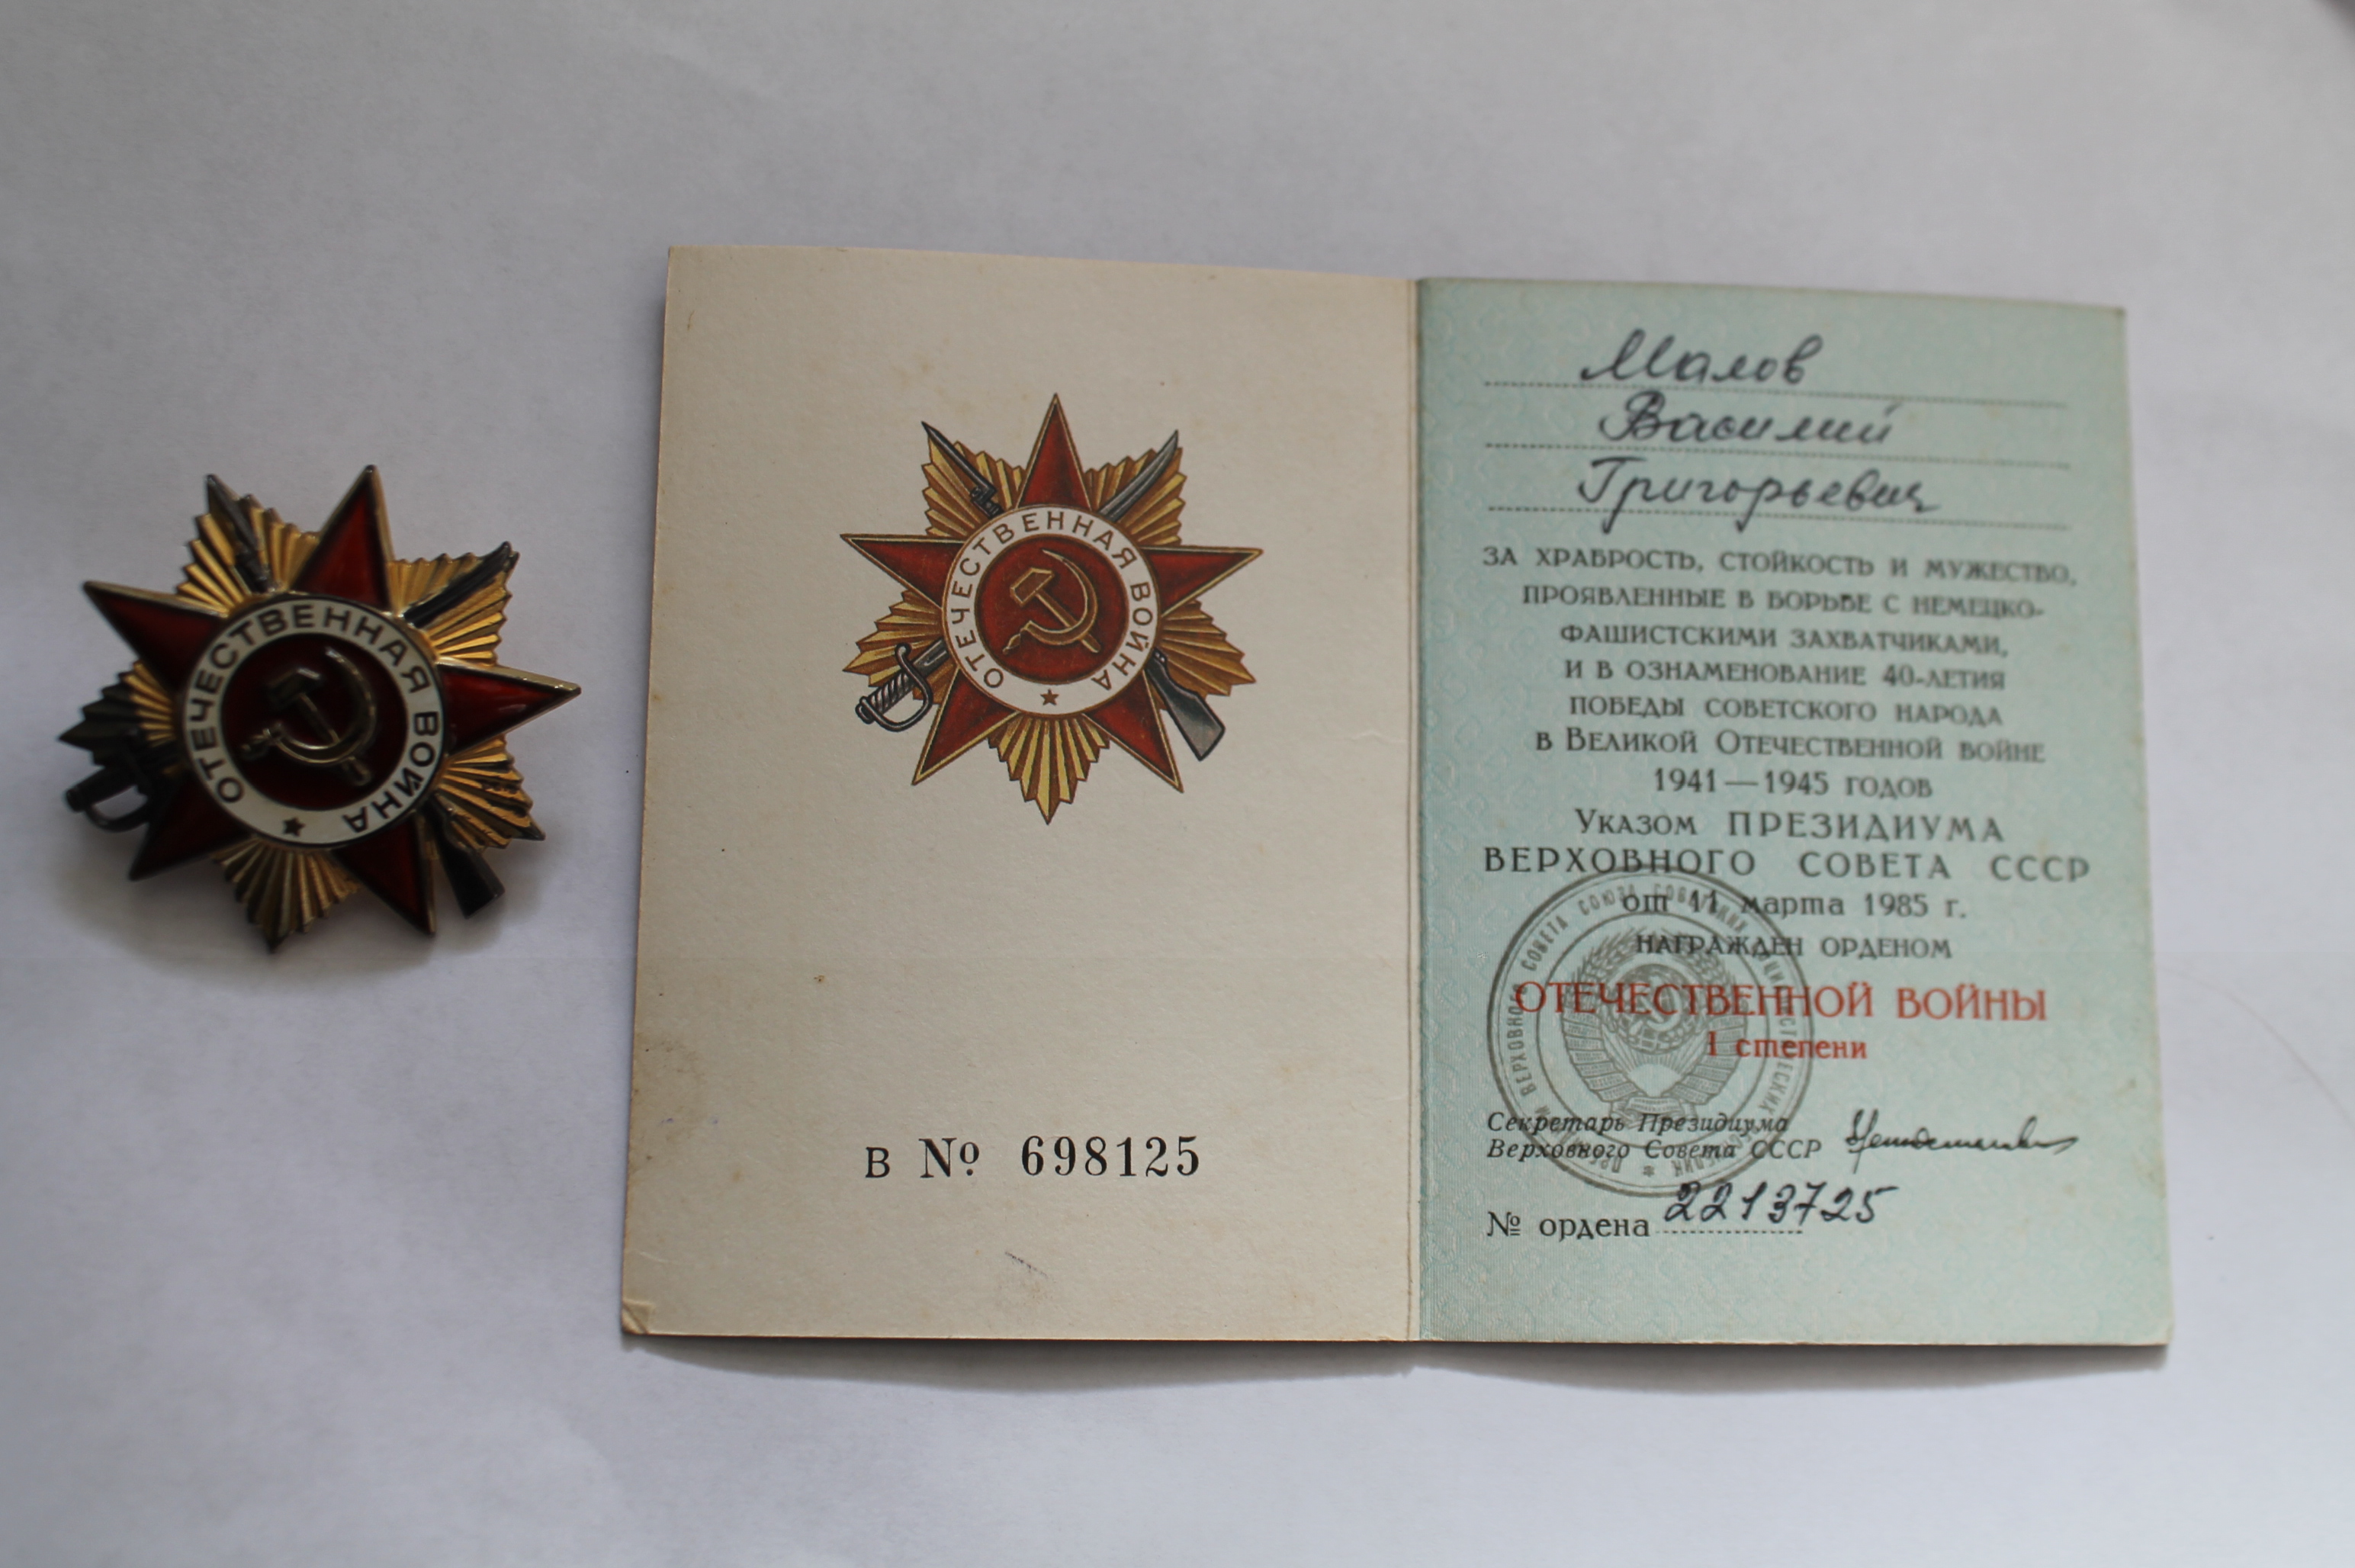 ОТЕЧЕСТВЕННАЯ ВОЙНА
ОТЕЧЕСТВЕННАЯ ВОЙНА
В № 698125
Малов
Василий
Григорьевич
ЗА ХРАБРОСТЬ, СТОЙКОСТЬ И МУЖЕСТВО,
ПРОЯВЛЕННЫЕ В БОРЬБЕ С НЕМЕЦКО-
ФАШИСТСКИМИ ЗАХВАТЧИКАМИ,
И В ОЗНАМЕНОВАНИЕ 40-ЛЕТИЯ
ПОБЕДЫ СОВЕТСКОГО НАРОДА
В ВЕЛИКОЙ ОТЕЧЕСТВЕННОЙ ВОЙНЕ
1941—1945 ГОДОВ
УКАЗОМ ПРЕЗИДИУМА
ВЕРХОВНОГО СОВЕТА СССР
от 11 марта 1985 г.
НАГРАЖДЕН ОРДЕНОМ
ОТЕЧЕСТВЕННОЙ ВОЙНЫ
I степени
Секретарь Президиума
Верховного Совета СССР
№ ордена 2213725